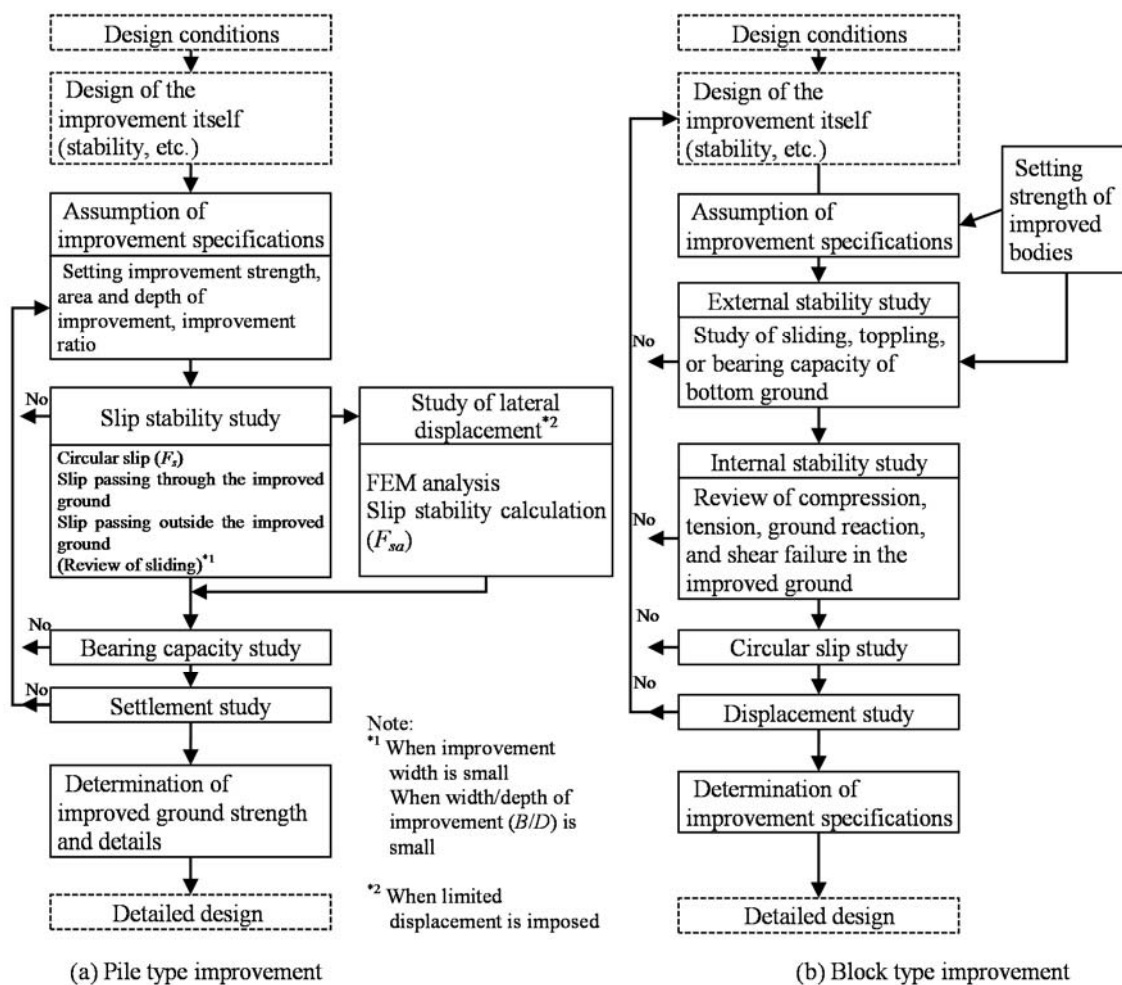 Design conditions
Design of the
improvement itself
(stability, etc.)
Assumption of
improvement specifications
Setting improvement strength,
area and depth of
improvement, improvement
ratio
No
Slip stability study
Circular slip (Fs)
Slip passing through the improved
ground
Slip passing outside the improved
ground
(Review of sliding)*1
Study of lateral
displacement*2
FEM analysis
Slip stability calculation
(Fsa)
No
Bearing capacity study
No
Settlement study
Determination of
improved ground strength
and details
Detailed design
Note:
*1 When improvement
width is small
When width/depth of
improvement (B/D) is
small
*2 When limited
displacement is imposed
(a) Pile type improvement
Design conditions
Design of the
improvement itself
(stability, etc.)
Setting
strength of
improved
bodies
Assumption of
improvement specifications
External stability study
No
Study of sliding, toppling,
or bearing capacity of
bottom ground
Internal stability study
No
Review of compression,
tension, ground reaction,
and shear failure in the
improved ground
No
Circular slip study
No
Displacement study
Determination of
improvement specifications
Detailed design
(b) Block type improvement